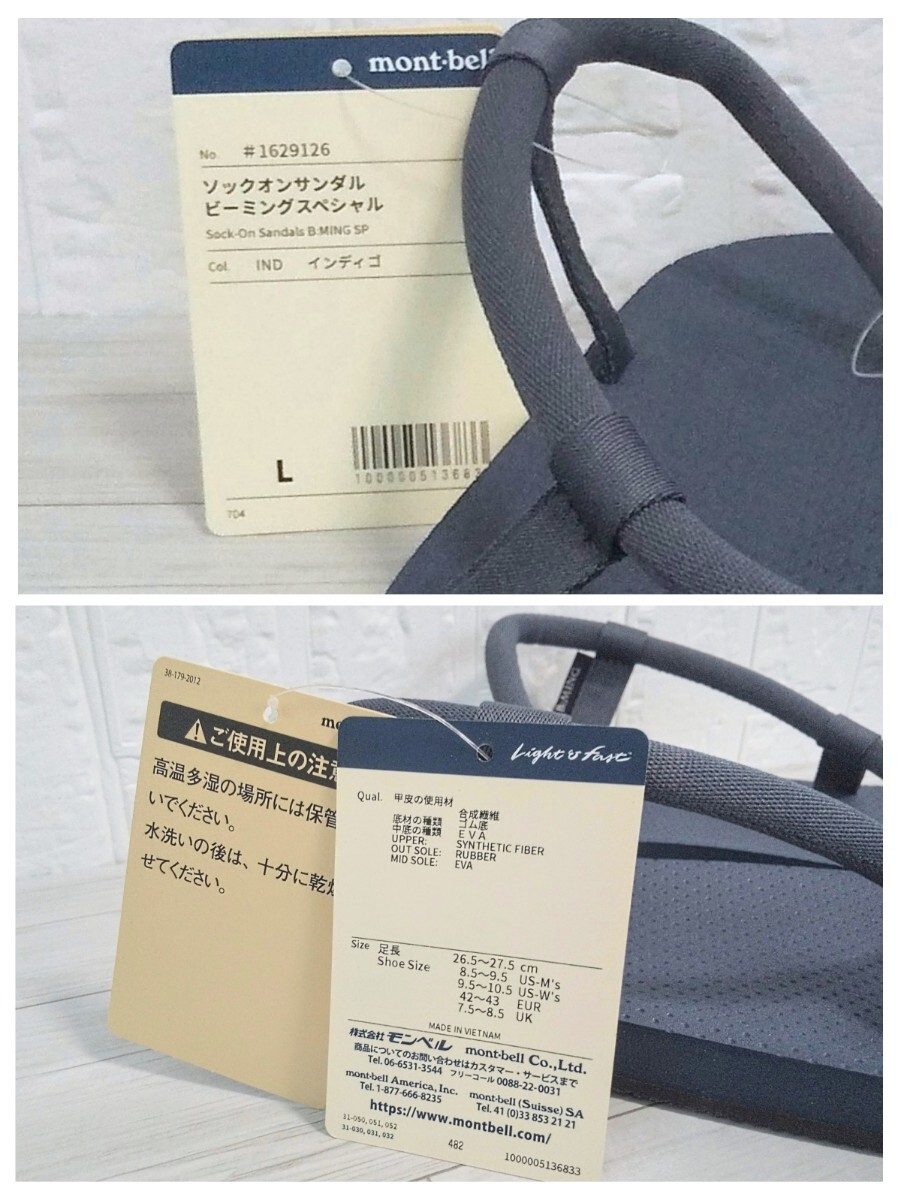 mont-bell
No. #1629126
ソックオンサンダル
ビーミングスペシャル
Sock-On Sandals B:MING SP
Col. IND インディゴ
L
704
38-179-2012
⚠ご使用上の注意
高温多湿の場所には保管
いでください。
水洗いの後は、十分に乾燥
せてください。
B:MING
Light & Fast
Qual. 甲皮の使用材 合成繊維
底材の種類 ゴム底
中底の種類 EVA
UPPER: SYNTHETIC FIBER
OUT SOLE: RUBBER
MID SOLE: EVA
Size 足長 26.5～27.5 cm
Shoe Size 8.5～9.5 US-M's
9.5～10.5 US-W's
42～43 EUR
7.5～8.5 UK
MADE IN VIETNAM
株式会社 モンベル mont-bell Co.,Ltd.
商品についてのお問い合わせはカスタマー・サービスまで
Tel. 06-6531-3544 フリーコール 0088-22-0031
mont-bell America, Inc. mont-bell (Suisse) SA
Tel. 1-877-666-8235 Tel. 41 (0)33 853 21 21
https://www.montbell.com/
31-050, 051, 052
31-030, 031, 032
482
1000005136833